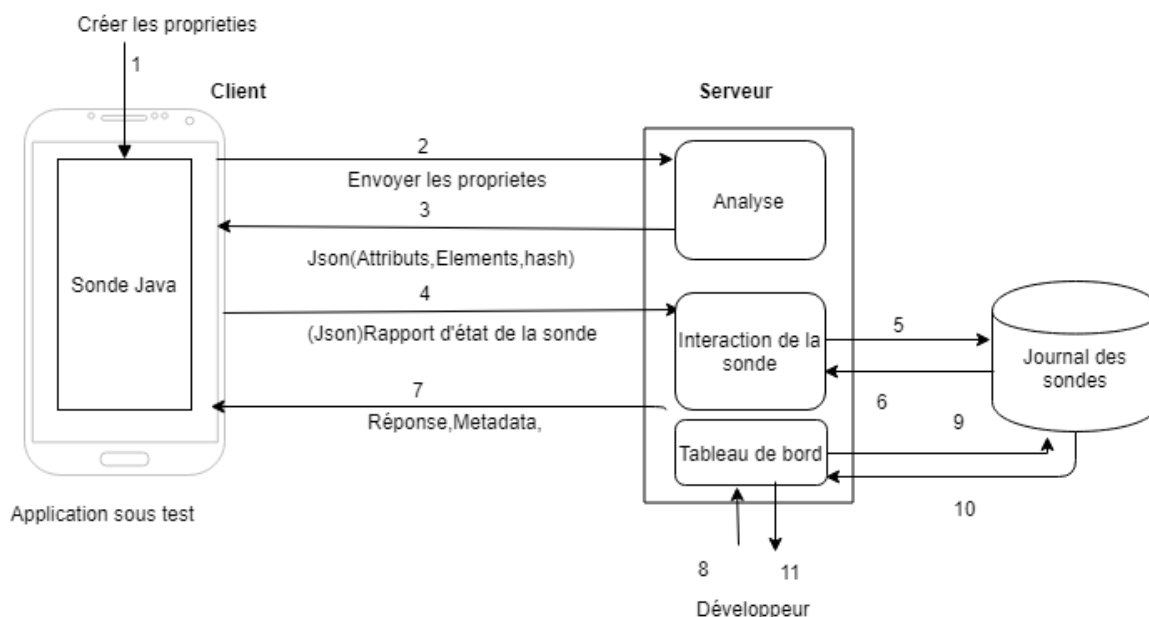 Créer les proprieties
1
Client
Serveur
2
Envoyer les proprietes
Analyse
3
Json(Attributs,Elements,hash)
Sonde Java
4
(Json)Rapport d'état de la sonde
Interaction de la
sonde
5
Journal des
sondes
6
7
Réponse,Metadata,
9
Tableau de bord
10
Application sous test
8
11
Développeur